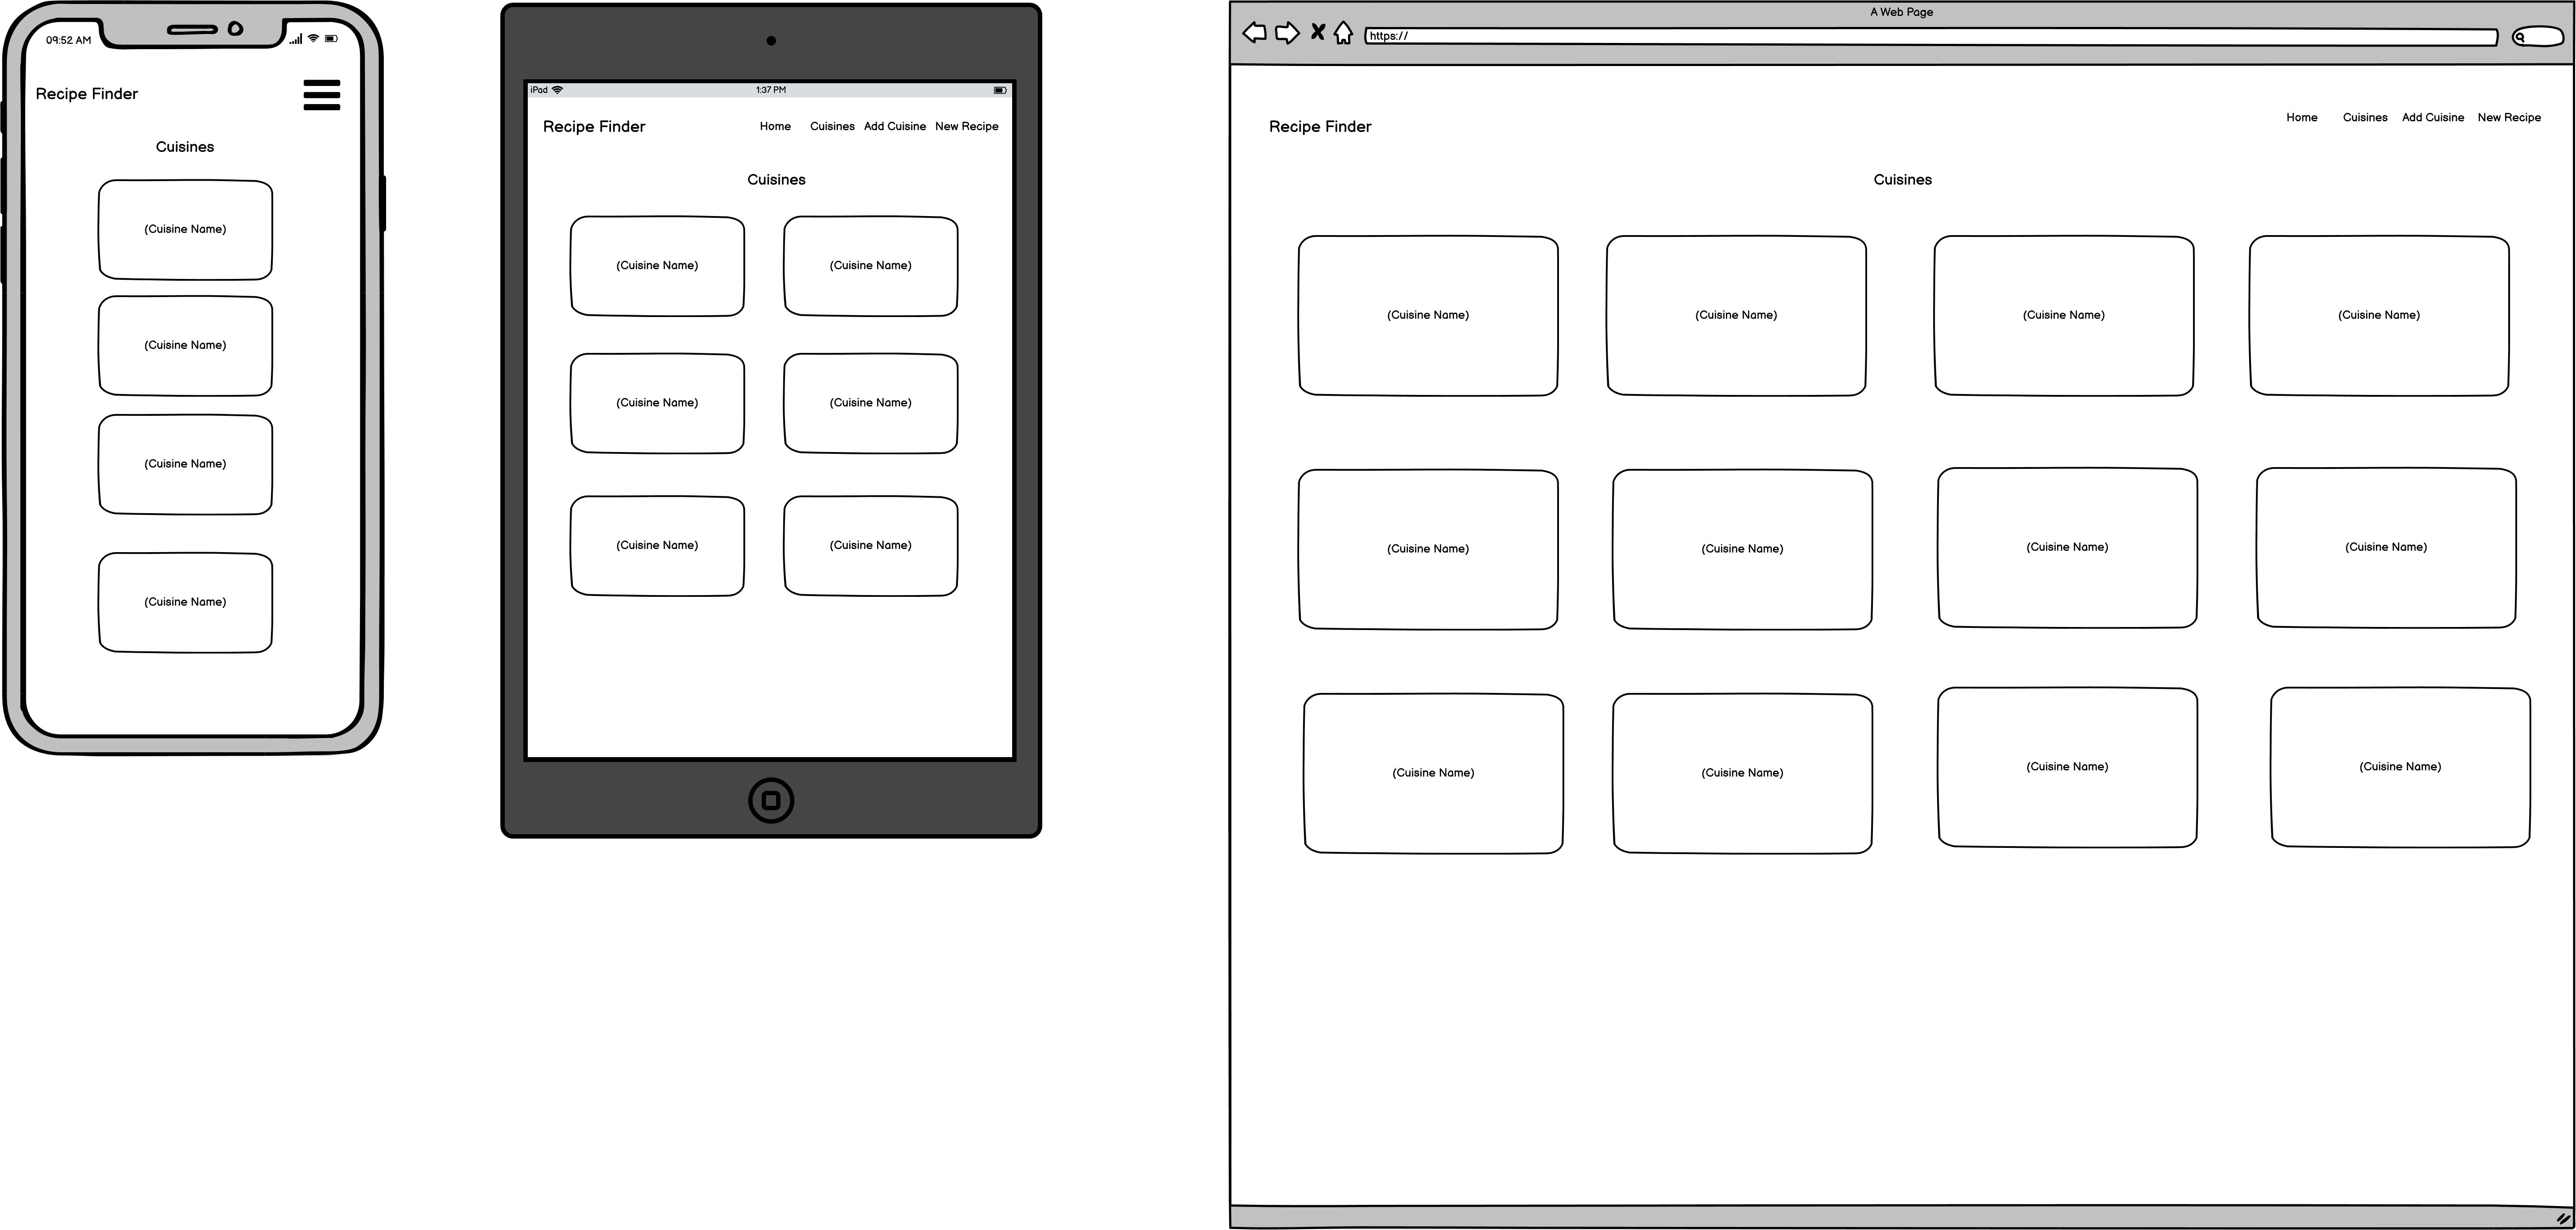 09:52 AM
Recipe Finder
Cuisines
(Cuisine Name)
(Cuisine Name)
(Cuisine Name)
(Cuisine Name)
iPad
1:37 PM
Recipe Finder
Home Cuisines Add Cuisine New Recipe
Cuisines
(Cuisine Name) (Cuisine Name)
(Cuisine Name) (Cuisine Name)
(Cuisine Name) (Cuisine Name)
A Web Page
https://
Recipe Finder
Home Cuisines Add Cuisine New Recipe
Cuisines
(Cuisine Name) (Cuisine Name) (Cuisine Name) (Cuisine Name)
(Cuisine Name) (Cuisine Name) (Cuisine Name) (Cuisine Name)
(Cuisine Name) (Cuisine Name) (Cuisine Name) (Cuisine Name)